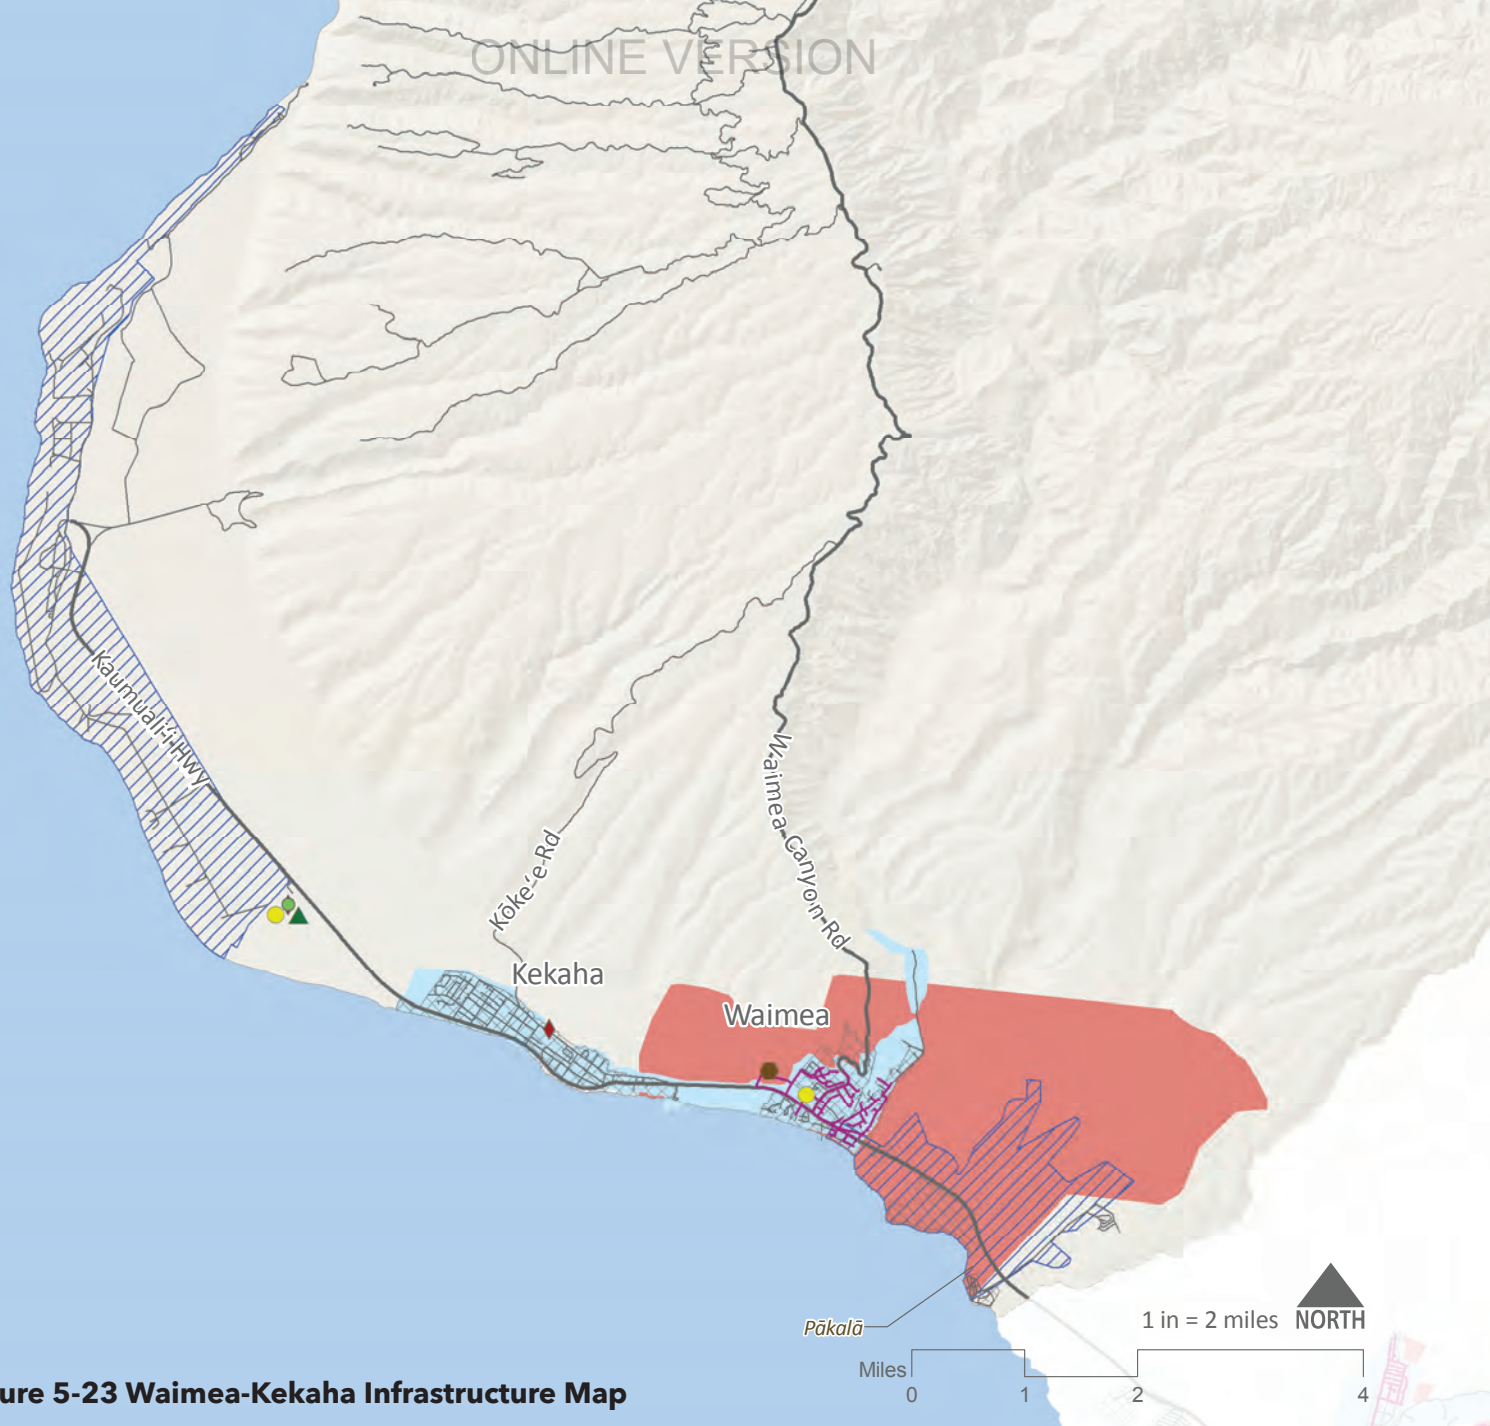 ONLINE VERSION
Kaumuali‘i Hwy
Waimea Canyon Rd
Kōke‘e Rd
Kekaha
Waimea
Pākalā
1 in = 2 miles
NORTH
Miles
0 1 2 4
ure 5-23 Waimea-Kekaha Infrastructure Map